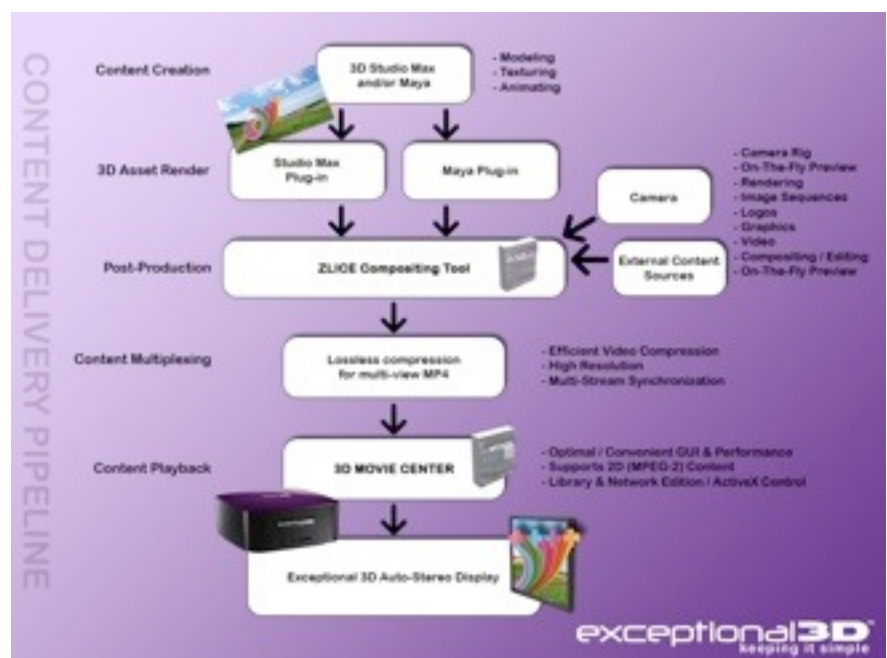 CONTENT DELIVERY PIPELINE
Content Creation
3D Studio Max
and/or Maya
- Modeling
- Texturing
- Animating
3D Asset Render
Studio Max
Plug-in
Maya Plug-in
Camera
- Camera Rig
- On-The-Fly Preview
- Rendering
- Image Sequences
- Logos
- Graphics
- Video
- Compositing / Editing
- On-The-Fly Preview
Post-Production
ZLICE Compositing Tool
External Content
Sources
Content Multiplexing
Lossless compression
for multi-view MP4
- Efficient Video Compression
- High Resolution
- Multi-Stream Synchronization
Content Playback
3D MOVIE CENTER
- Optimal / Convenient GUI & Performance
- Supports 2D (MPEG-2) Content
- Library & Network Edition / ActiveX Control
Exceptional 3D Auto-Stereo Display
exceptional3D™
keeping it simple